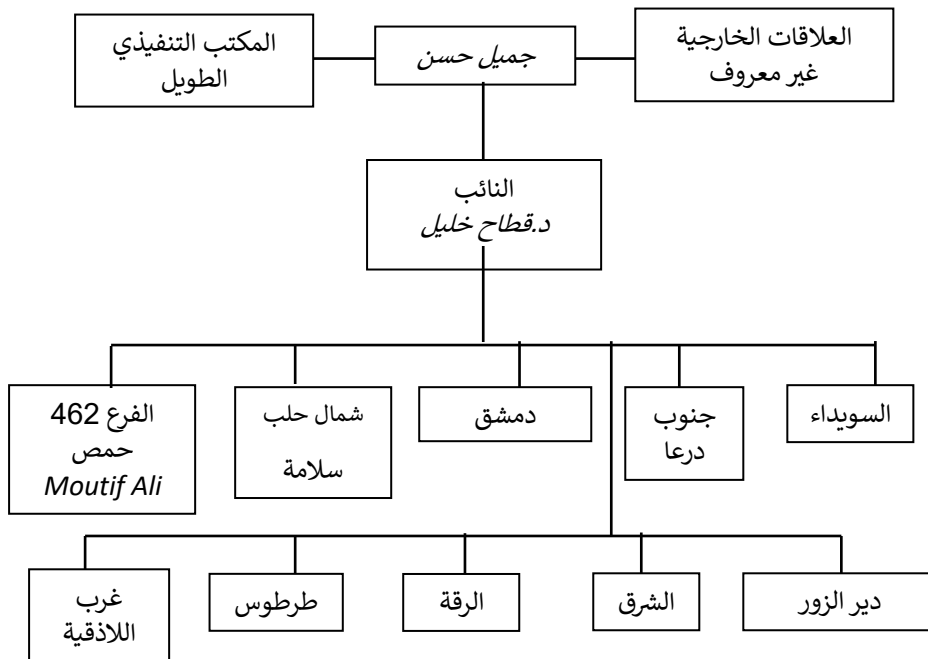 العلاقات الخارجية
غير معروف
جميل حسن
المكتب التنفيذي
الطويل
النائب
د.قطاح خليل
السويداء
جنوب
درعا
دمشق
شمال حلب
سلامة
الفرع 462
حمص
Moutif Ali
دير الزور
الشرق
الرقة
طرطوس
غرب
اللاذقية